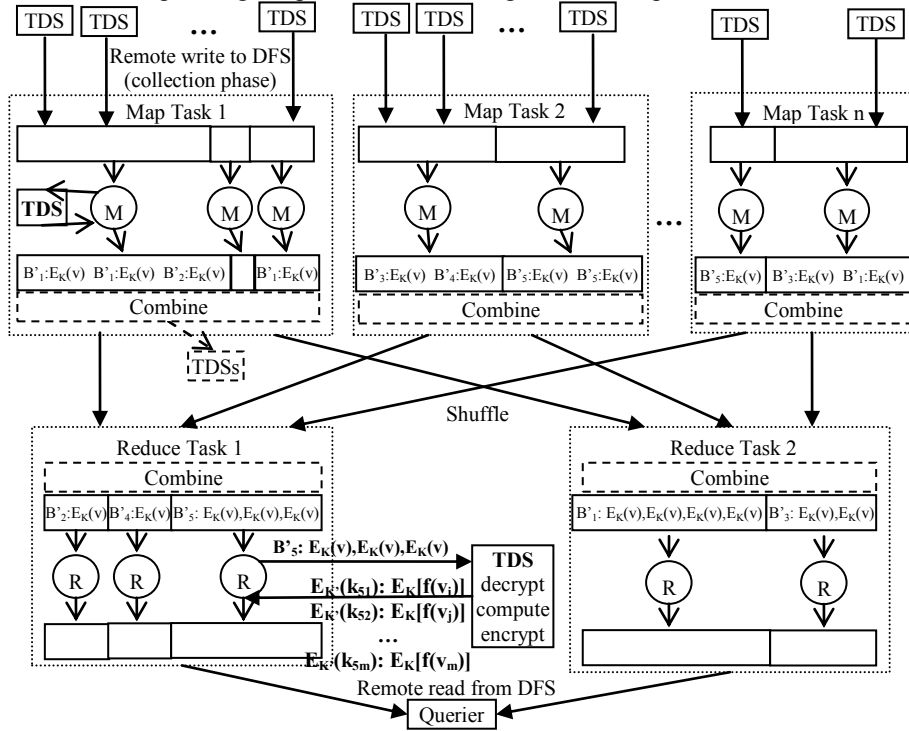 TDS TDS ... TDS TDS TDS ... TDS TDS TDS
Remote write to DFS
(collection phase)
Map Task 1 Map Task 2 Map Task n
M M M M M M M
TDS
...
B'1:EK(v) B'1:EK(v) B'2:EK(v) B'1:EK(v) B'3:EK(v) B'4:EK(v) B'5:EK(v) B'5:EK(v) B'5:EK(v) B'3:EK(v) B'1:EK(v)
Combine Combine Combine
TDSs
Shuffle
Reduce Task 1 Reduce Task 2
Combine Combine
B'2:EK(v) B'4:EK(v) B'5: EK(v),EK(v),EK(v) B'1: EK(v),EK(v),EK(v),EK(v) B'3: EK(v),EK(v)
R R R R R
B'5: EK(v),EK(v),EK(v)
TDS
decrypt
compute
encrypt
EK'(k51): EK[f(vi)]
EK'(k52): EK[f(vj)]
...
EK'(k5m): EK[f(vm)]
Remote read from DFS
Querier